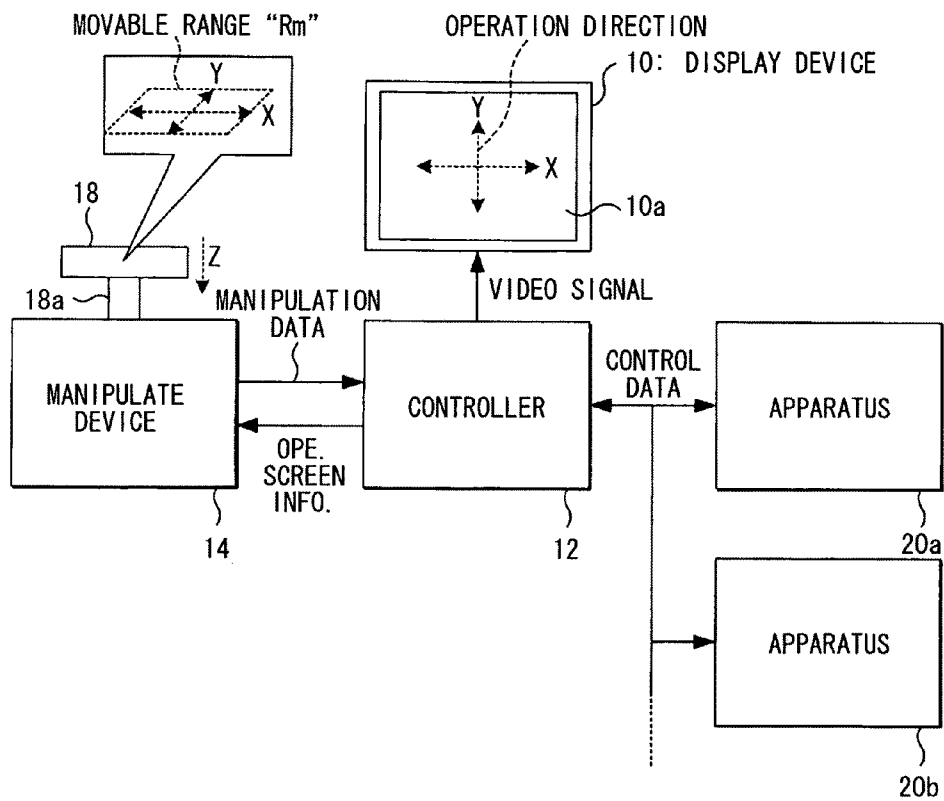 MOVABLE RANGE “Rm”
Y
X
OPERATION DIRECTION
10: DISPLAY DEVICE
Y
X
10a
18
Z
18a
VIDEO SIGNAL
MANIPULATION
DATA
MANIPULATE
DEVICE
CONTROLLER
CONTROL
DATA
APPARATUS
OPE.
SCREEN
INFO.
14
12
20a
APPARATUS
20b